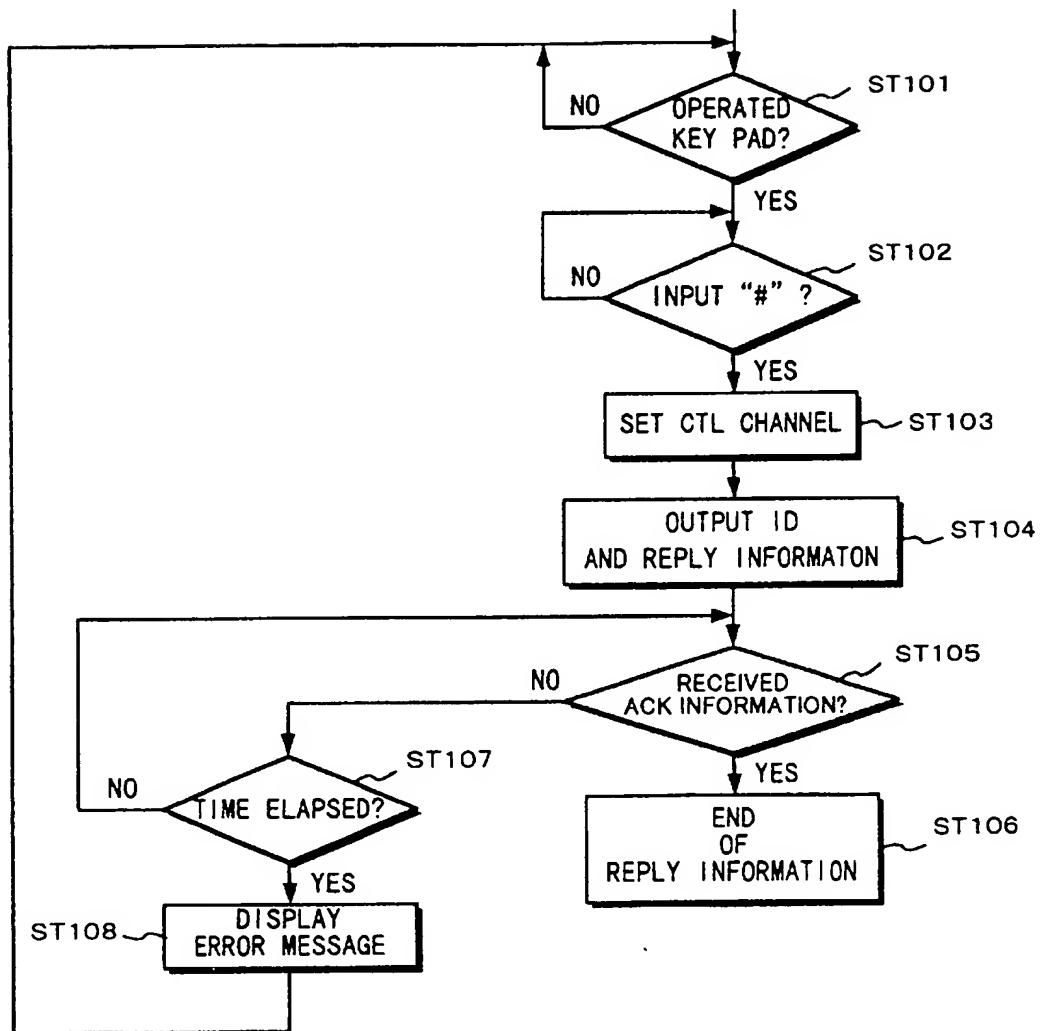 ST101
NO
OPERATED
KEY PAD?
YES
ST102
NO
INPUT “#” ?
YES
SET CTL CHANNEL
ST103
OUTPUT ID
AND REPLY INFORMATON
ST104
ST105
NO
RECEIVED
ACK INFORMATION?
ST107
YES
NO
TIME ELAPSED?
END
OF
REPLY INFORMATION
ST106
YES
ST108
DISPLAY
ERROR MESSAGE